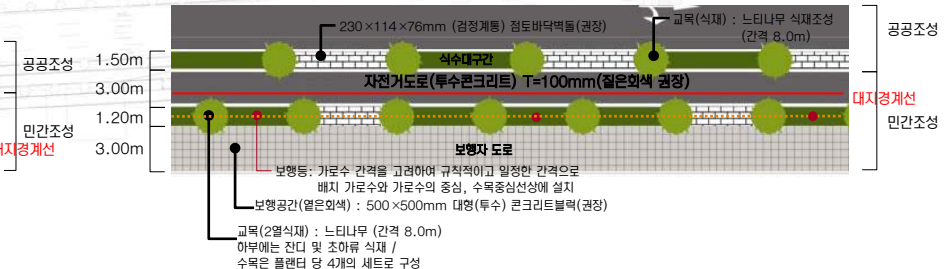 230×114×76mm (검정계통) 점토바닥벽돌(권장)
교목(식재) : 느티나무 식재조성
(간격 8.0m)
공공조성
공공조성
1.50m
식수대구간
3.00m
자전거도로(투수콘크리트) T=100mm(짙은회색 권장)
대지경계선
1.20m
민간조성
민간조성
대지경계선
3.00m
보행자 도로
보행등: 가로수 간격을 고려하여 규칙적이고 일정한 간격으로
배치 가로수와 가로수의 중심, 수목중심선상에 설치
보행공간(옅은회색) : 500×500mm 대형(투수) 콘크리트블럭(권장)
교목(2열식재) : 느티나무 (간격 8.0m)
하부에는 잔디 및 초화류 식재 /
수목은 플랜터 당 4개의 세트로 구성